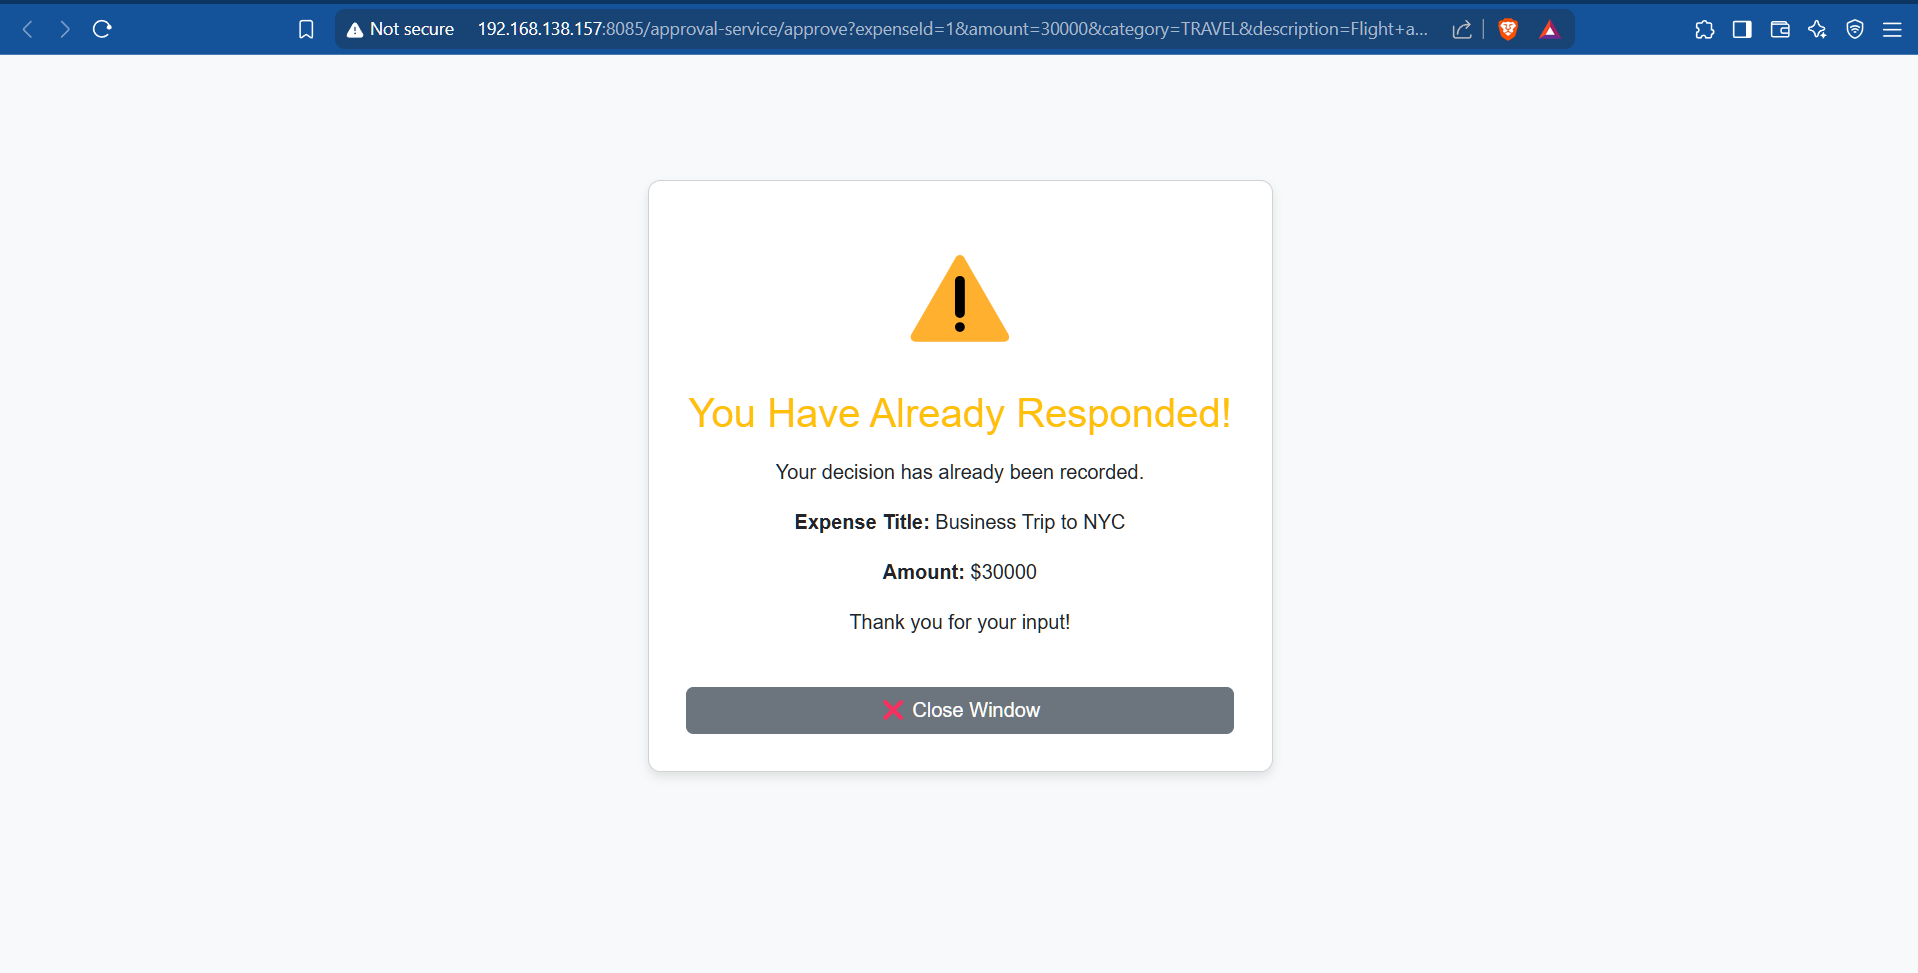 Not secure 192.168.138.157:8085/approval-service/approve?expenseId=1&amount=30000&category=TRAVEL&description=Flight+a...
You Have Already Responded!
Your decision has already been recorded.
Expense Title: Business Trip to NYC
Amount: $30000
Thank you for your input!
❌ Close Window